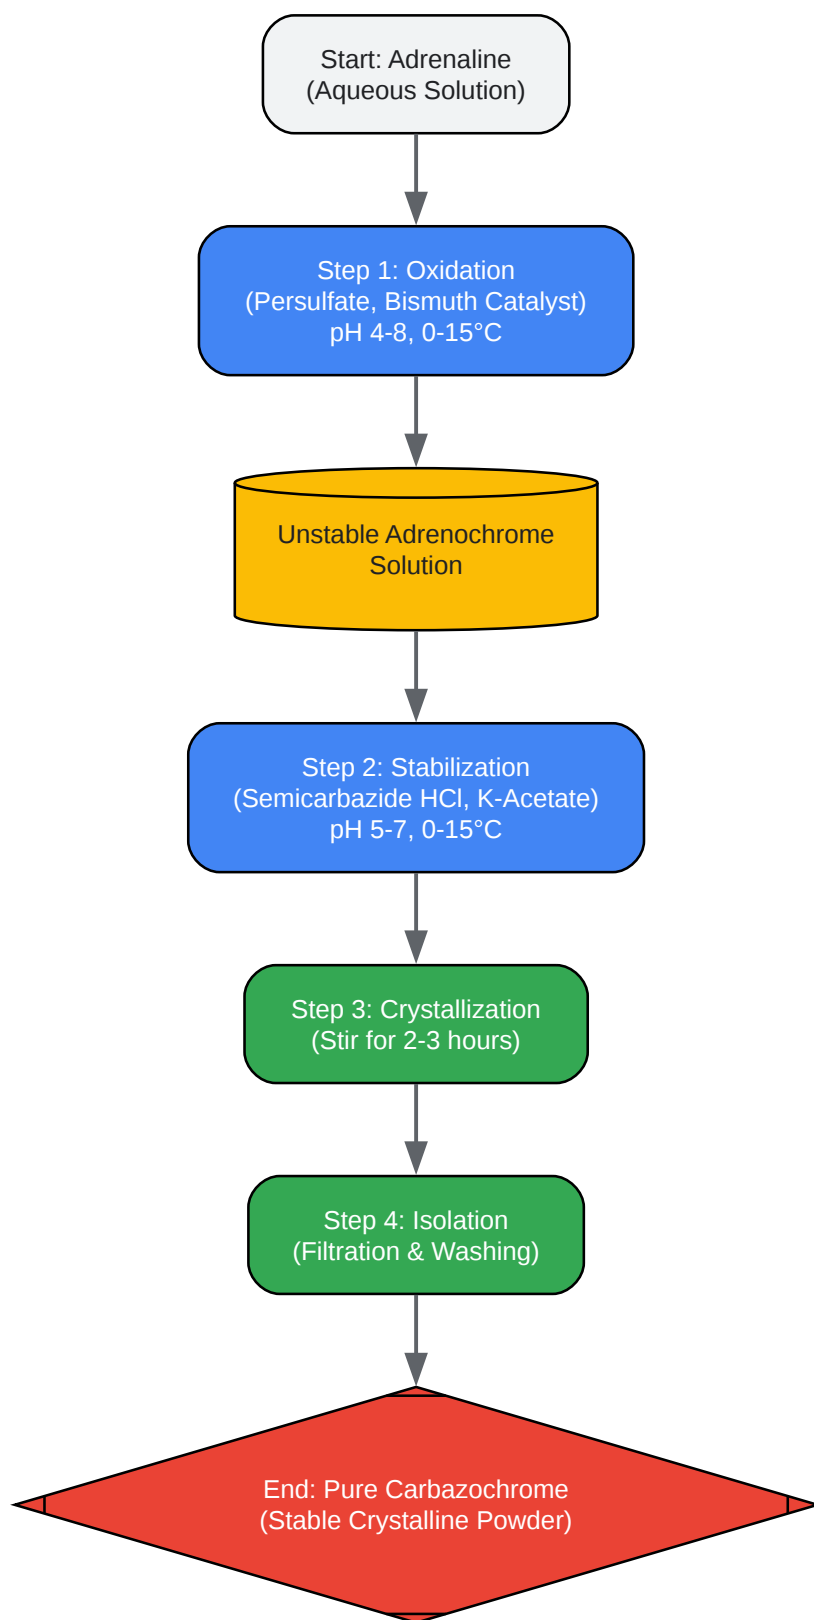 Start: Adrenaline
(Aqueous Solution)
Step 1: Oxidation
(Persulfate, Bismuth Catalyst)
pH 4-8, 0-15°C
Unstable Adrenochrome
Solution
Step 2: Stabilization
(Semicarbazide HCl, K-Acetate)
pH 5-7, 0-15°C
Step 3: Crystallization
(Stir for 2-3 hours)
Step 4: Isolation
(Filtration & Washing)
End: Pure Carbazochrome
(Stable Crystalline Powder)